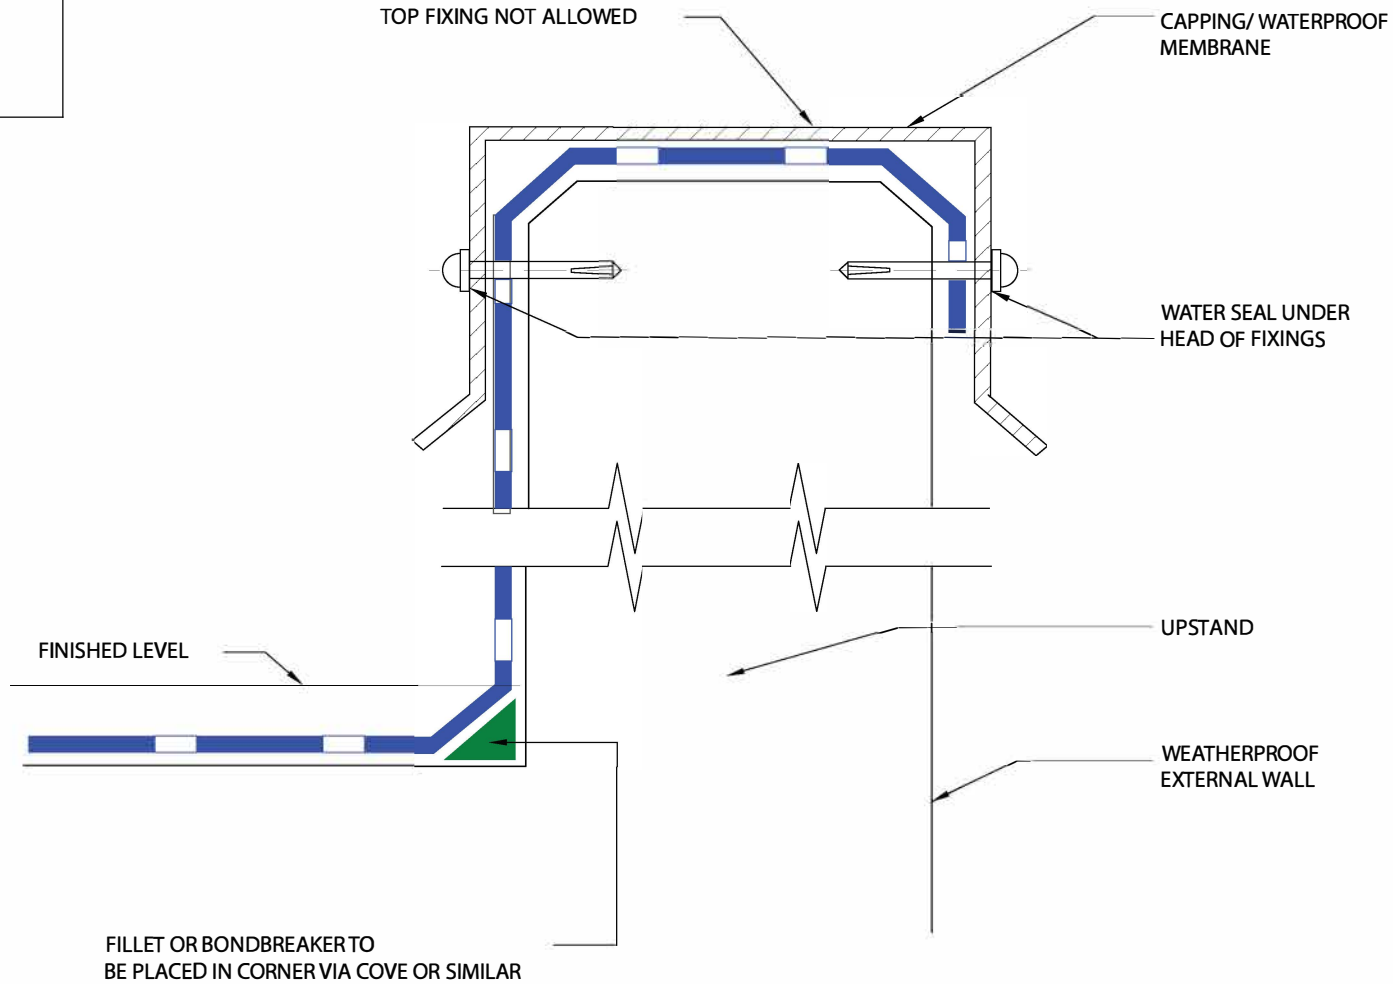 TOP FIXING NOT ALLOWED
CAPPING/ WATERPROOF
MEMBRANE
WATER SEAL UNDER
HEAD OF FIXINGS
UPSTAND
FINISHED LEVEL
WEATHERPROOF
EXTERNAL WALL
FILLET OR BONDBREAKER TO
BE PLACED IN CORNER VIA COVE OR SIMILAR